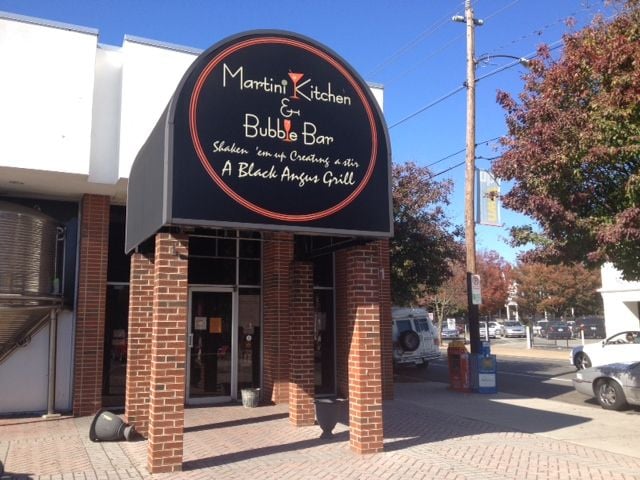 Martini Kitchen
&
Bubble Bar
Shaken 'em up Creating a stir
A Black Angus Grill